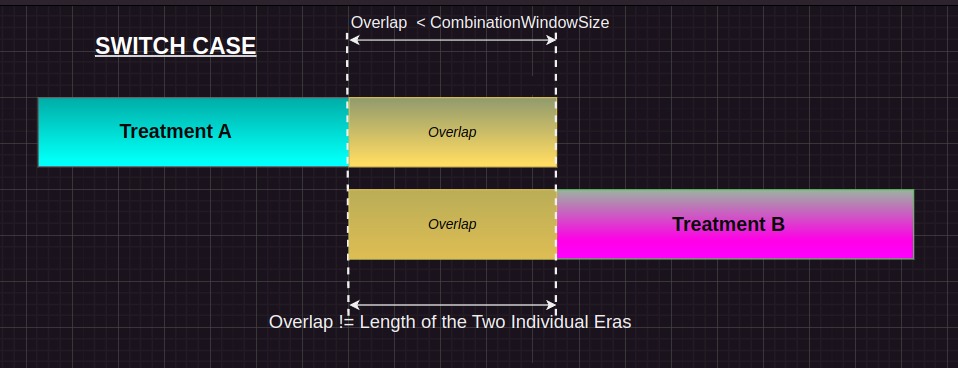 Overlap < CombinationWindowSize
SWITCH CASE
Treatment A
Overlap
Overlap
Treatment B
Overlap != Length of the Two Individual Eras